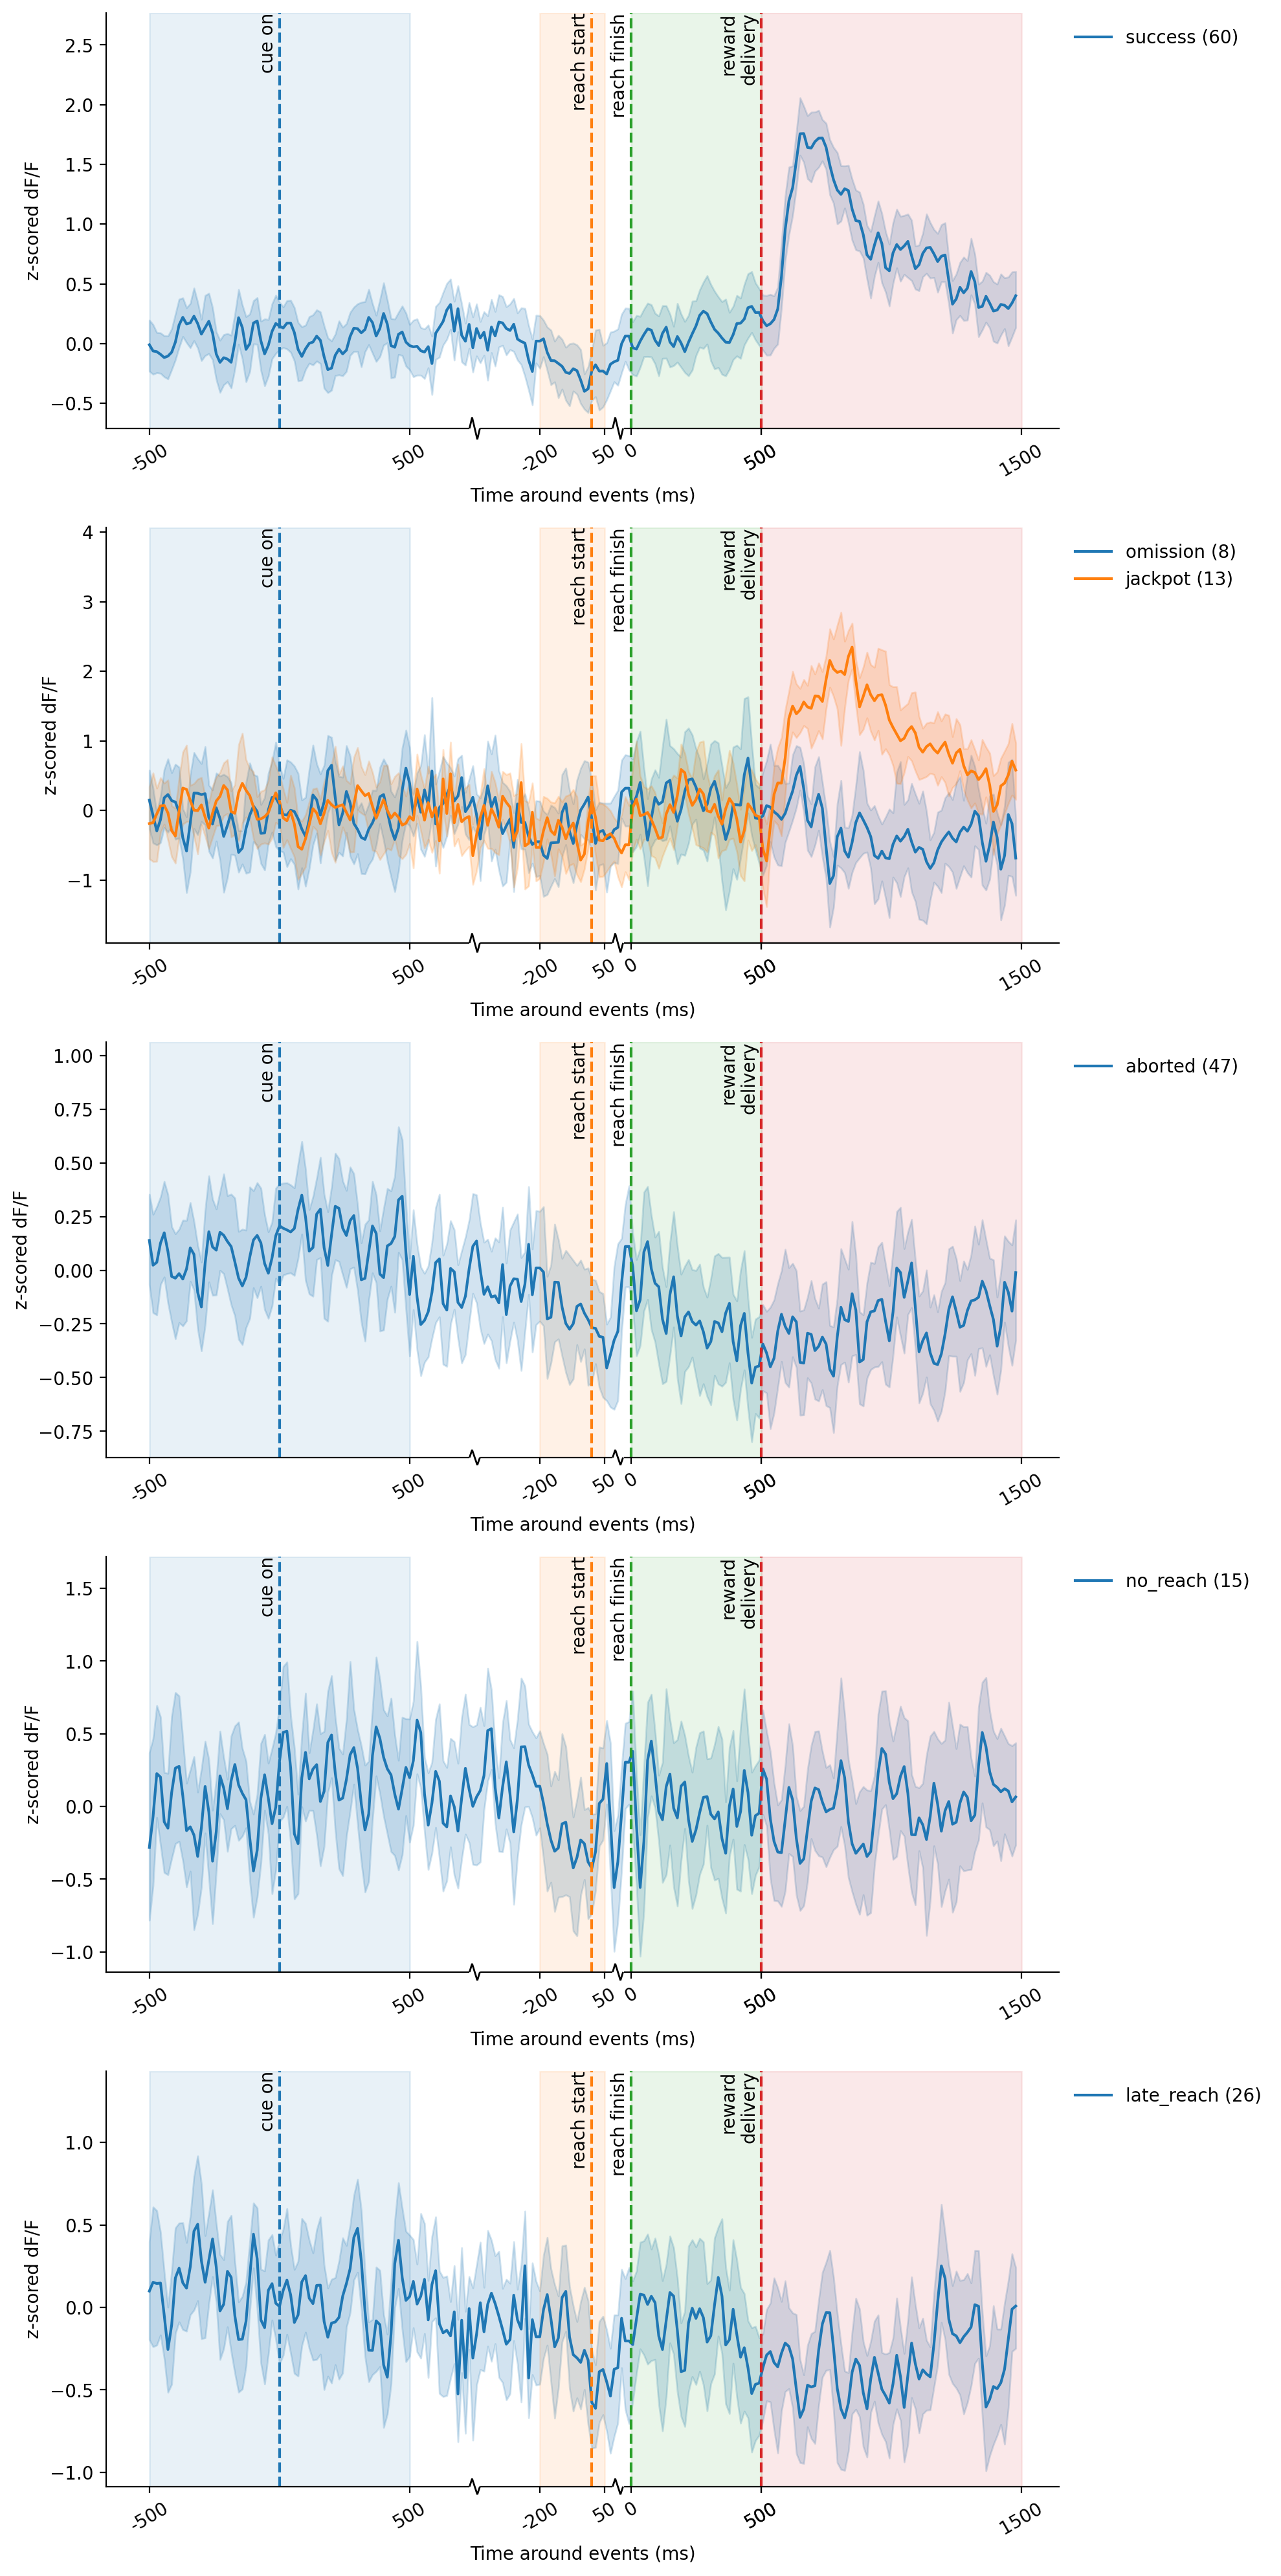 cue on
reach start
reach finish
reward
delivery
success (60)
2.5
2.0
1.5
1.0
0.5
0.0
−0.5
z-scored dF/F
-500 500 -200 50 0 500 1500
Time around events (ms)
cue on
reach start
reach finish
reward
delivery
omission (8)
jackpot (13)
4
3
2
1
0
−1
z-scored dF/F
-500 500 -200 50 0 500 1500
Time around events (ms)
cue on
reach start
reach finish
reward
delivery
aborted (47)
1.00
0.75
0.50
0.25
0.00
−0.25
−0.50
−0.75
z-scored dF/F
-500 500 -200 50 0 500 1500
Time around events (ms)
cue on
reach start
reach finish
reward
delivery
no_reach (15)
1.5
1.0
0.5
0.0
−0.5
−1.0
z-scored dF/F
-500 500 -200 50 0 500 1500
Time around events (ms)
cue on
reach start
reach finish
reward
delivery
late_reach (26)
1.0
0.5
0.0
−0.5
−1.0
z-scored dF/F
-500 500 -200 50 0 500 1500
Time around events (ms)